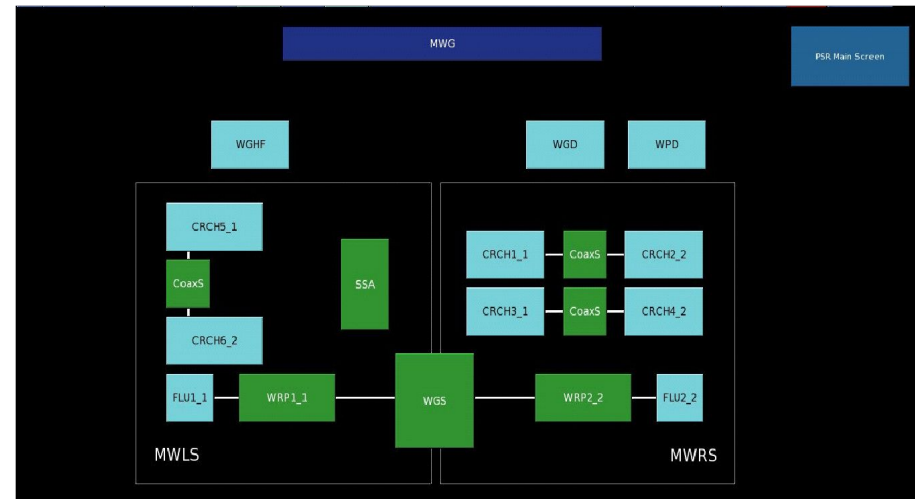 MWG
PSR Main Screen
WGHF
WGD
WPD
CRCH5_1
CoaxS
CRCH6_2
SSA
FLU1_1
WRP1_1
WGS
MWLS
CRCH1_1
CoaxS
CRCH2_2
CRCH3_1
CoaxS
CRCH4_2
WRP2_2
FLU2_2
MWRS